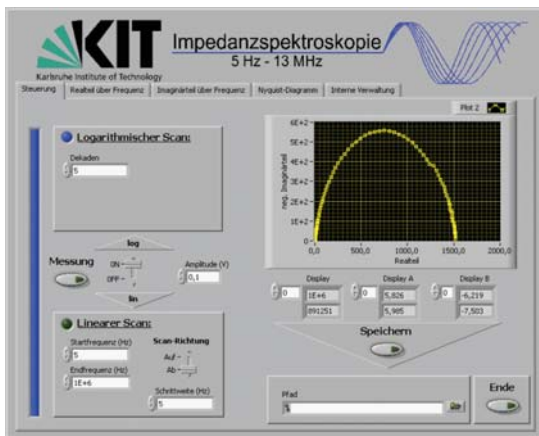 KIT
Karlsruhe Institute of Technology
Impedanzspektroskopie
5 Hz - 13 MHz
Steuerung
Realteil über Frequenz
Imaginärteil über Frequenz
Nyquist-Diagramm
Interne Verwaltung
Logarithmischer Scan:
Dekaden
5
log
Messung
ON
OFF
lin
Amplitude (V)
0,1
Linearer Scan:
Startfrequenz (Hz)
5
Endfrequenz (Hz)
1E+6
Scan-Richtung
Auf
Ab
Schrittweite (Hz)
5
Plot 2
neg. Imaginärteil
6E+2
5E+2
4E+2
3E+2
2E+2
1E+2
0E+0
0,0 500,0 1000,0 1500,0 2000,0
Realteil
Display Display A Display B
0 1E+6 0 5,826 0 -6,219
891251 5,985 -7,503
Speichern
Pfad
Ende